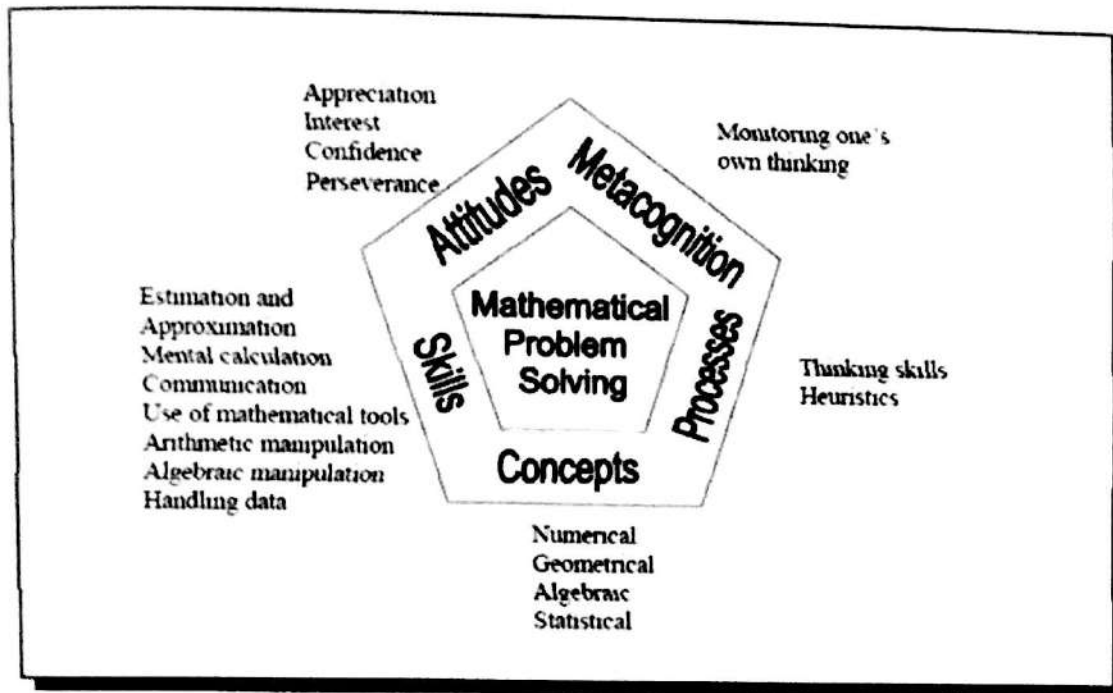 Appreciation
Interest
Confidence
Perseverance
Monitoring one's
own thinking
Attitudes
Metacognition
Estimation and
Approximation
Mental calculation
Communication
Use of mathematical tools
Arithmetic manipulation
Algebraic manipulation
Handling data
Skills
Mathematical
Problem
Solving
Processes
Thinking skills
Heuristics
Concepts
Numerical
Geometrical
Algebraic
Statistical